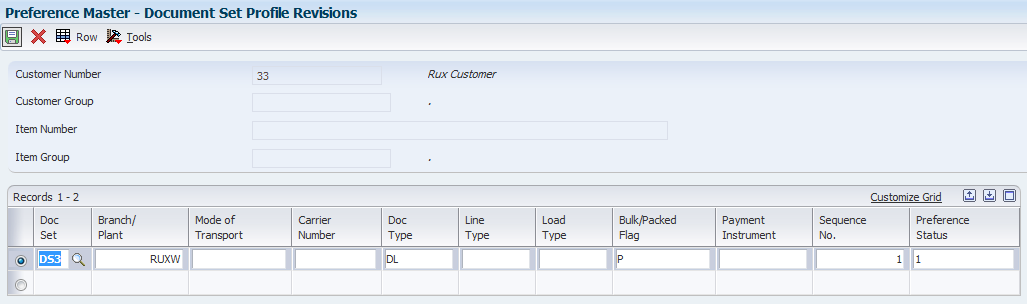 Preference Master - Document Set Profile Revisions
Row Tools
Customer Number 33 Rux Customer
Customer Group .
Item Number
Item Group .
Records 1 - 2 Customize Grid
Doc Set Branch/ Plant Mode of Transport Carrier Number Doc Type Line Type Load Type Bulk/Packed Flag Payment Instrument Sequence No. Preference Status
DS3 RUXW DL P 1 1